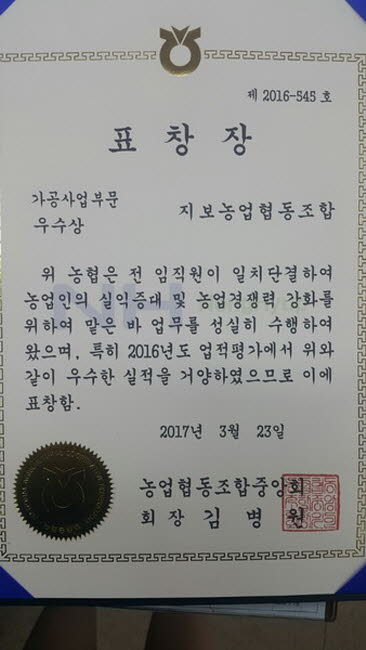 제 2016-545 호
표 창 장
가공사업부문
우수상
지보농업협동조합
위 농협은 전 임직원이 일치단결하여
농업인의 실익증대 및 농업경쟁력 강화를
위하여 맡은 바 업무를 성실히 수행하여
왔으며, 특히 2016년도 업적평가에서 위와
같이 우수한 실적을 거양하였으므로 이에
표창함.
2017년 3월 23일
농업협동조합중앙회
회 장 김 병 원